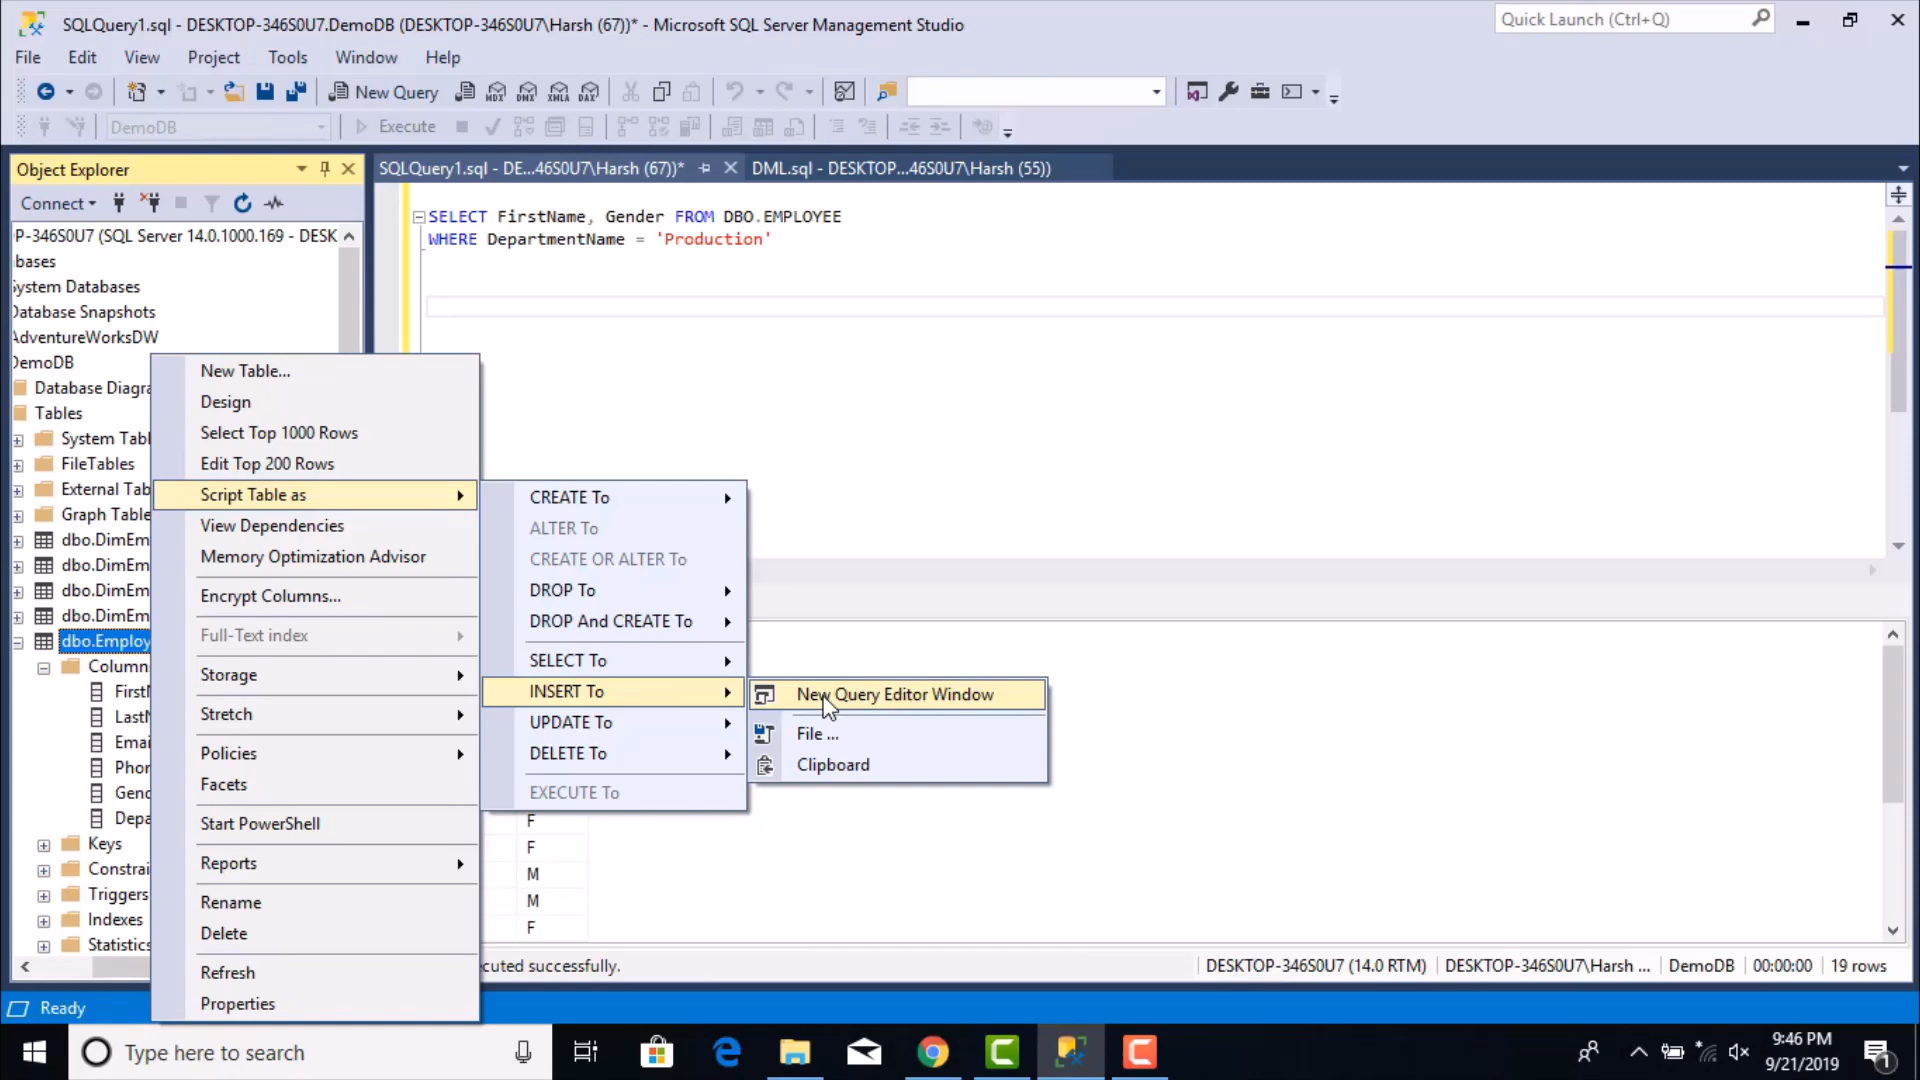 SQLQuery1.sql - DESKTOP-346S0U7.DemoDB (DESKTOP-346S0U7\Harsh (67))* - Microsoft SQL Server Management Studio
Quick Launch (Ctrl+Q)
File Edit View Project Tools Window Help
New Query MDX DMX XMLA DAX
DemoDB Execute
Object Explorer
SQLQuery1.sql - DE...46S0U7\Harsh (67))* DML.sql - DESKTOP...46S0U7\Harsh (55))
Connect
P-346S0U7 (SQL Server 14.0.1000.169 - DESK
bases
System Databases
Database Snapshots
AdventureWorksDW
DemoDB
Database Diagra
Tables
System Tabl
FileTables
External Tab
Graph Table
dbo.DimEm
dbo.DimEm
dbo.DimEm
dbo.DimEm
dbo.Employ
Column
FirstN
LastN
Emai
Phor
Gend
Depa
Keys
Constrai
Triggers
Indexes
Statistics
SELECT FirstName, Gender FROM DBO.EMPLOYEE
WHERE DepartmentName = 'Production'
New Table...
Design
Select Top 1000 Rows
Edit Top 200 Rows
Script Table as
View Dependencies
Memory Optimization Advisor
Encrypt Columns...
Full-Text index
Storage
Stretch
Policies
Facets
Start PowerShell
Reports
Rename
Delete
Refresh
Properties
CREATE To
ALTER To
CREATE OR ALTER To
DROP To
DROP And CREATE To
SELECT To
INSERT To
UPDATE To
DELETE To
EXECUTE To
New Query Editor Window
File ...
Clipboard
F
F
M
M
F
cuted successfully.
DESKTOP-346S0U7 (14.0 RTM) DESKTOP-346S0U7\Harsh ... DemoDB 00:00:00 19 rows
Ready
Type here to search
9:46 PM
9/21/2019
1